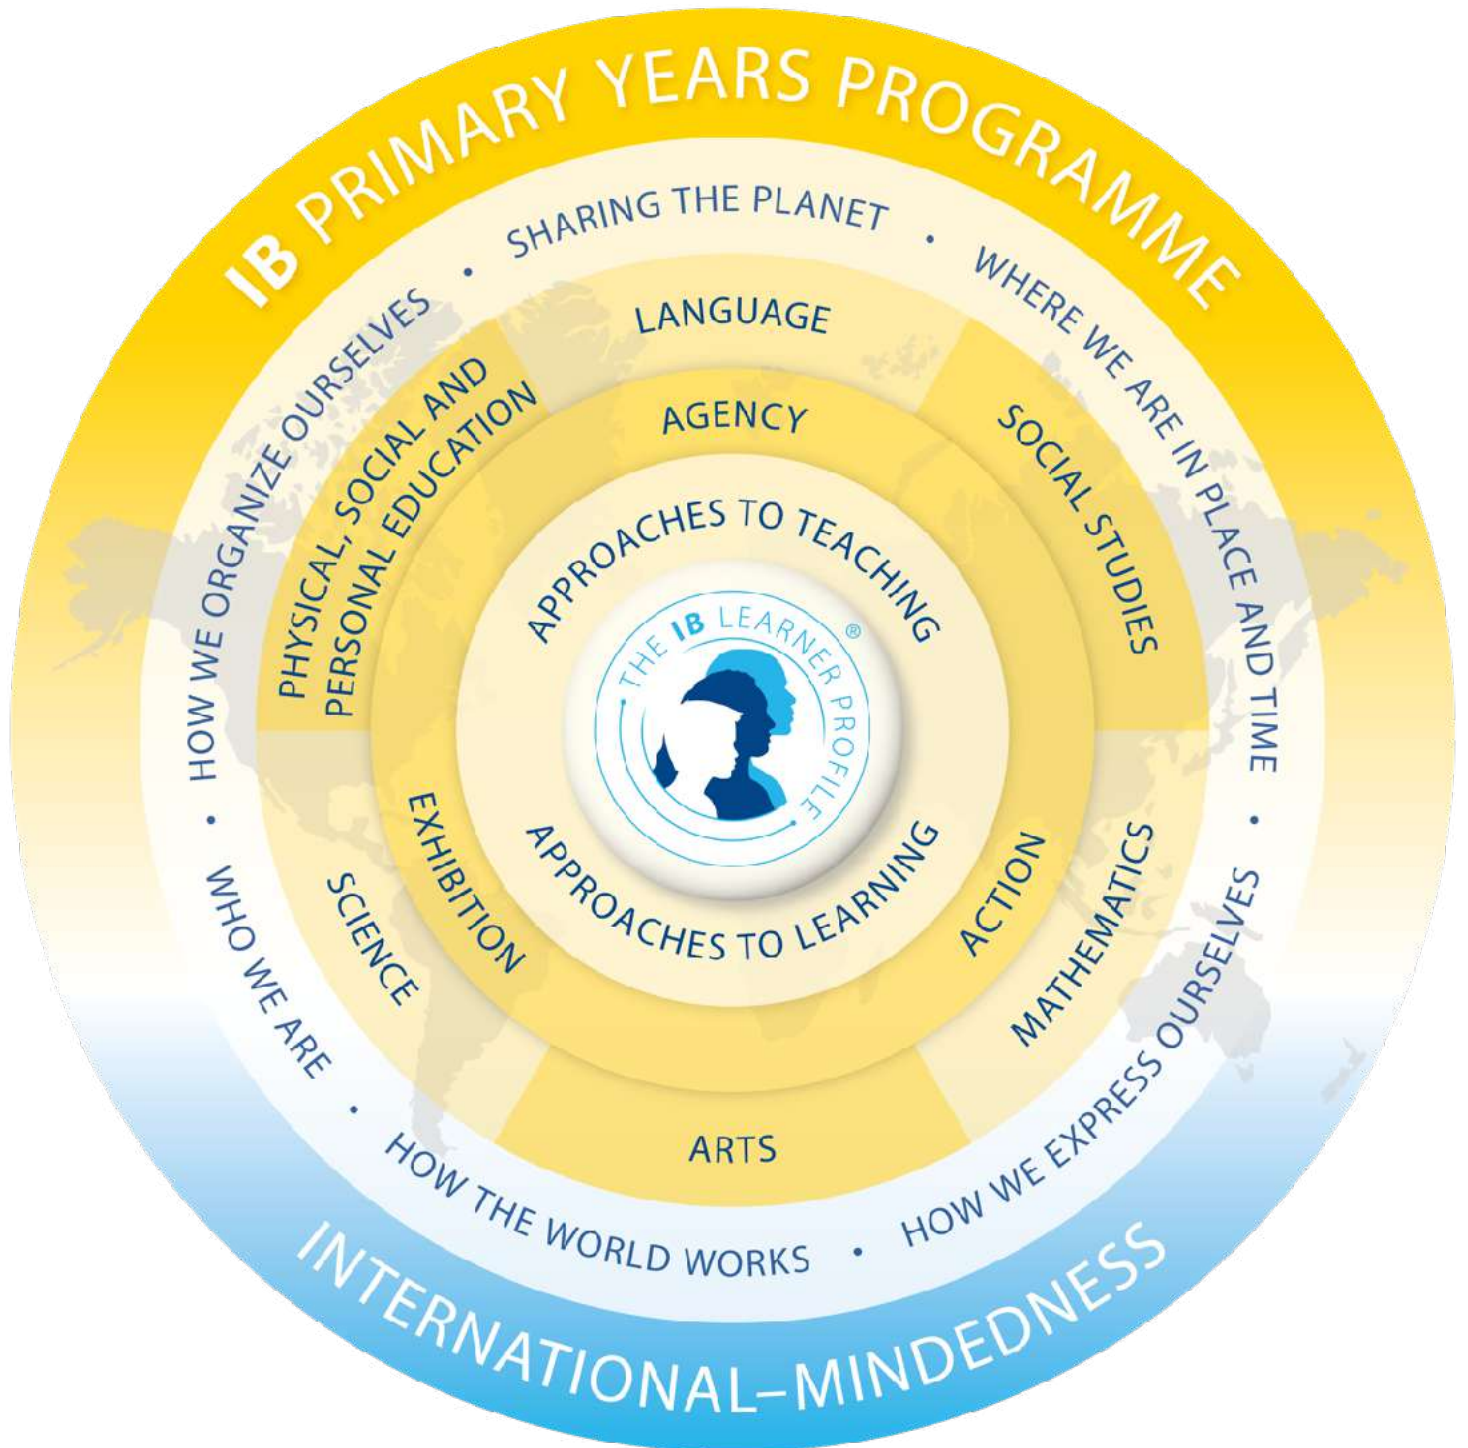 IB PRIMARY YEARS PROGRAMME
SHARING THE PLANET
•
WHERE WE ARE IN PLACE AND TIME
•
HOW WE EXPRESS OURSELVES
•
HOW THE WORLD WORKS
•
WHO WE ARE
•
HOW WE ORGANIZE OURSELVES
•
LANGUAGE
SOCIAL STUDIES
MATHEMATICS
ARTS
SCIENCE
PHYSICAL, SOCIAL AND
PERSONAL EDUCATION
AGENCY
ACTION
EXHIBITION
APPROACHES TO TEACHING
APPROACHES TO LEARNING
• THE IB LEARNER PROFILE • ®
INTERNATIONAL–MINDEDNESS